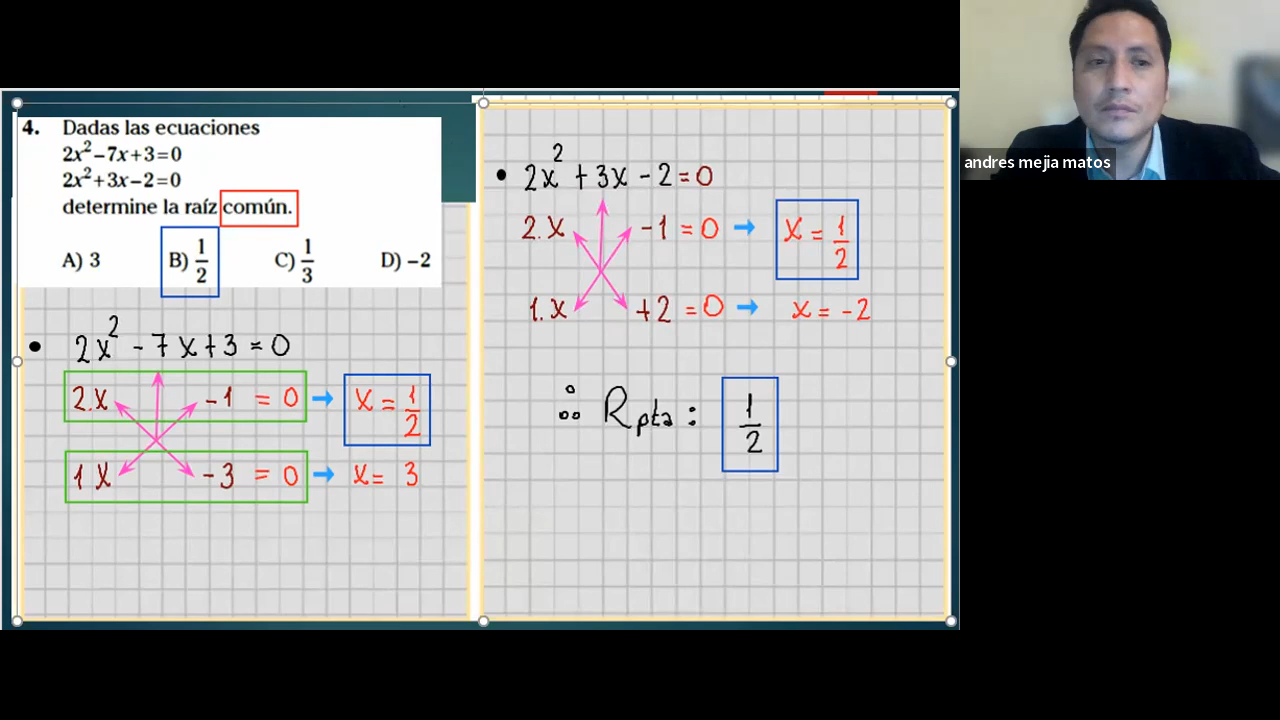 4. Dadas las ecuaciones
2x²−7x+3=0
2x²+3x−2=0
determine la raíz común.
A) 3 B) 1/2 C) 1/3 D) −2
• 2x² - 7x+3 = 0
2.x -1 = 0 → x = 1/2
1x -3 = 0 → x = 3
• 2x² + 3x - 2 = 0
2.x -1 = 0 → x = 1/2
1.x +2 = 0 → x = -2
∴ Rpta : 1/2
andres mejia matos